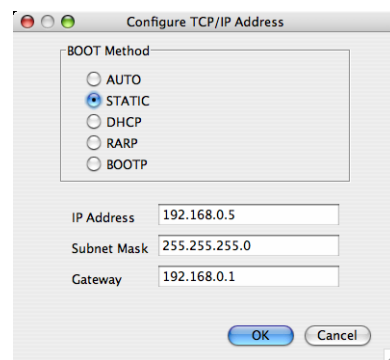 Configure TCP/IP Address
BOOT Method
AUTO
STATIC
DHCP
RARP
BOOTP
IP Address 192.168.0.5
Subnet Mask 255.255.255.0
Gateway 192.168.0.1
OK Cancel